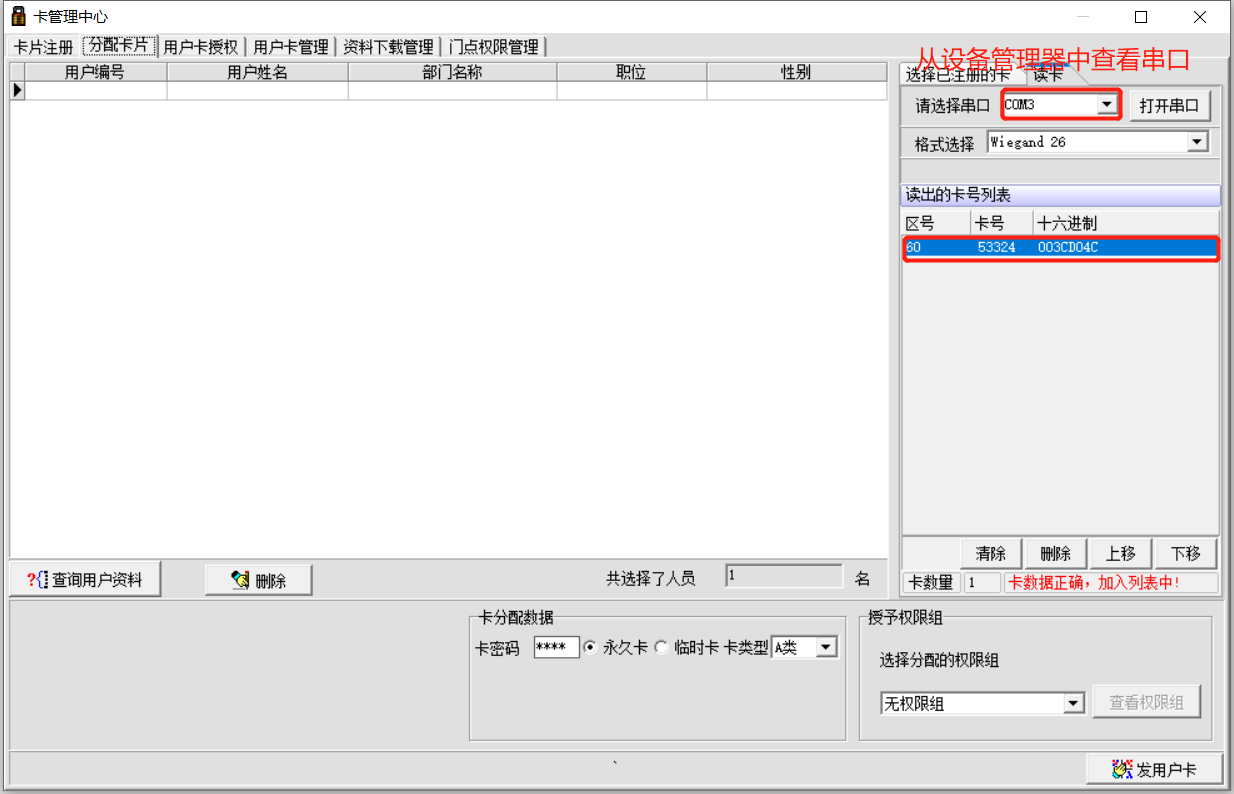 卡管理中心
卡片注册 分配卡片 用户卡授权 用户卡管理 资料下载管理 门点权限管理
从设备管理器中查看串口
用户编号 用户姓名 部门名称 职位 性别
选择已注册的卡 读卡
请选择串口 COM3 打开串口
格式选择 Wiegand 26
读出的卡号列表
区号 卡号 十六进制
60 53324 003CD04C
清除 删除 上移 下移
?{ 查询用户资料 删除 共选择了人员 1 名
卡数量 1 卡数据正确，加入列表中!
卡分配数据
卡密码 **** 永久卡 临时卡 卡类型 A类
授予权限组
选择分配的权限组
无权限组 查看权限组
、
发用户卡